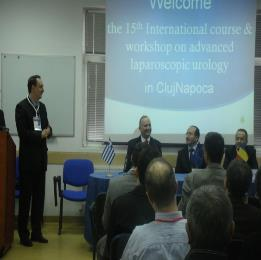 Welcome
the 15th International course &
workshop on advanced
laparoscopic urology
in ClujNapoca